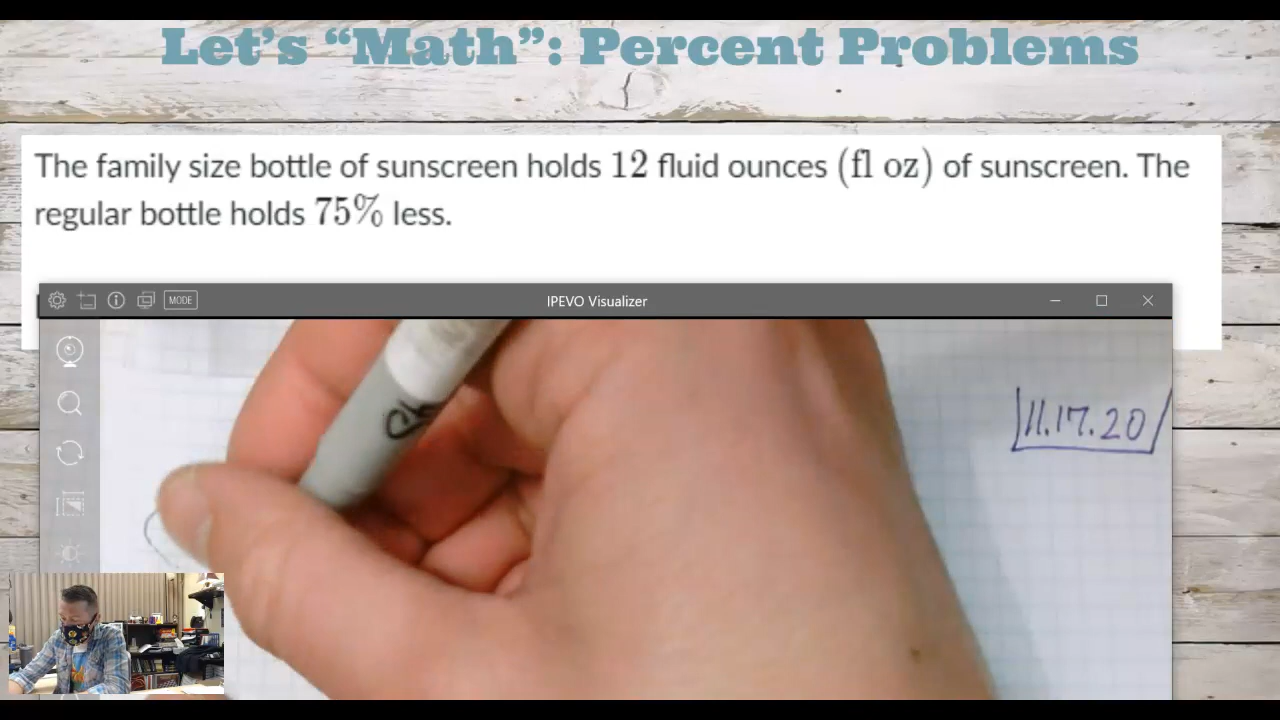 Let's “Math”: Percent Problems
The family size bottle of sunscreen holds 12 fluid ounces (fl oz) of sunscreen. The
regular bottle holds 75% less.
MODE
IPEVO Visualizer
11.17.20